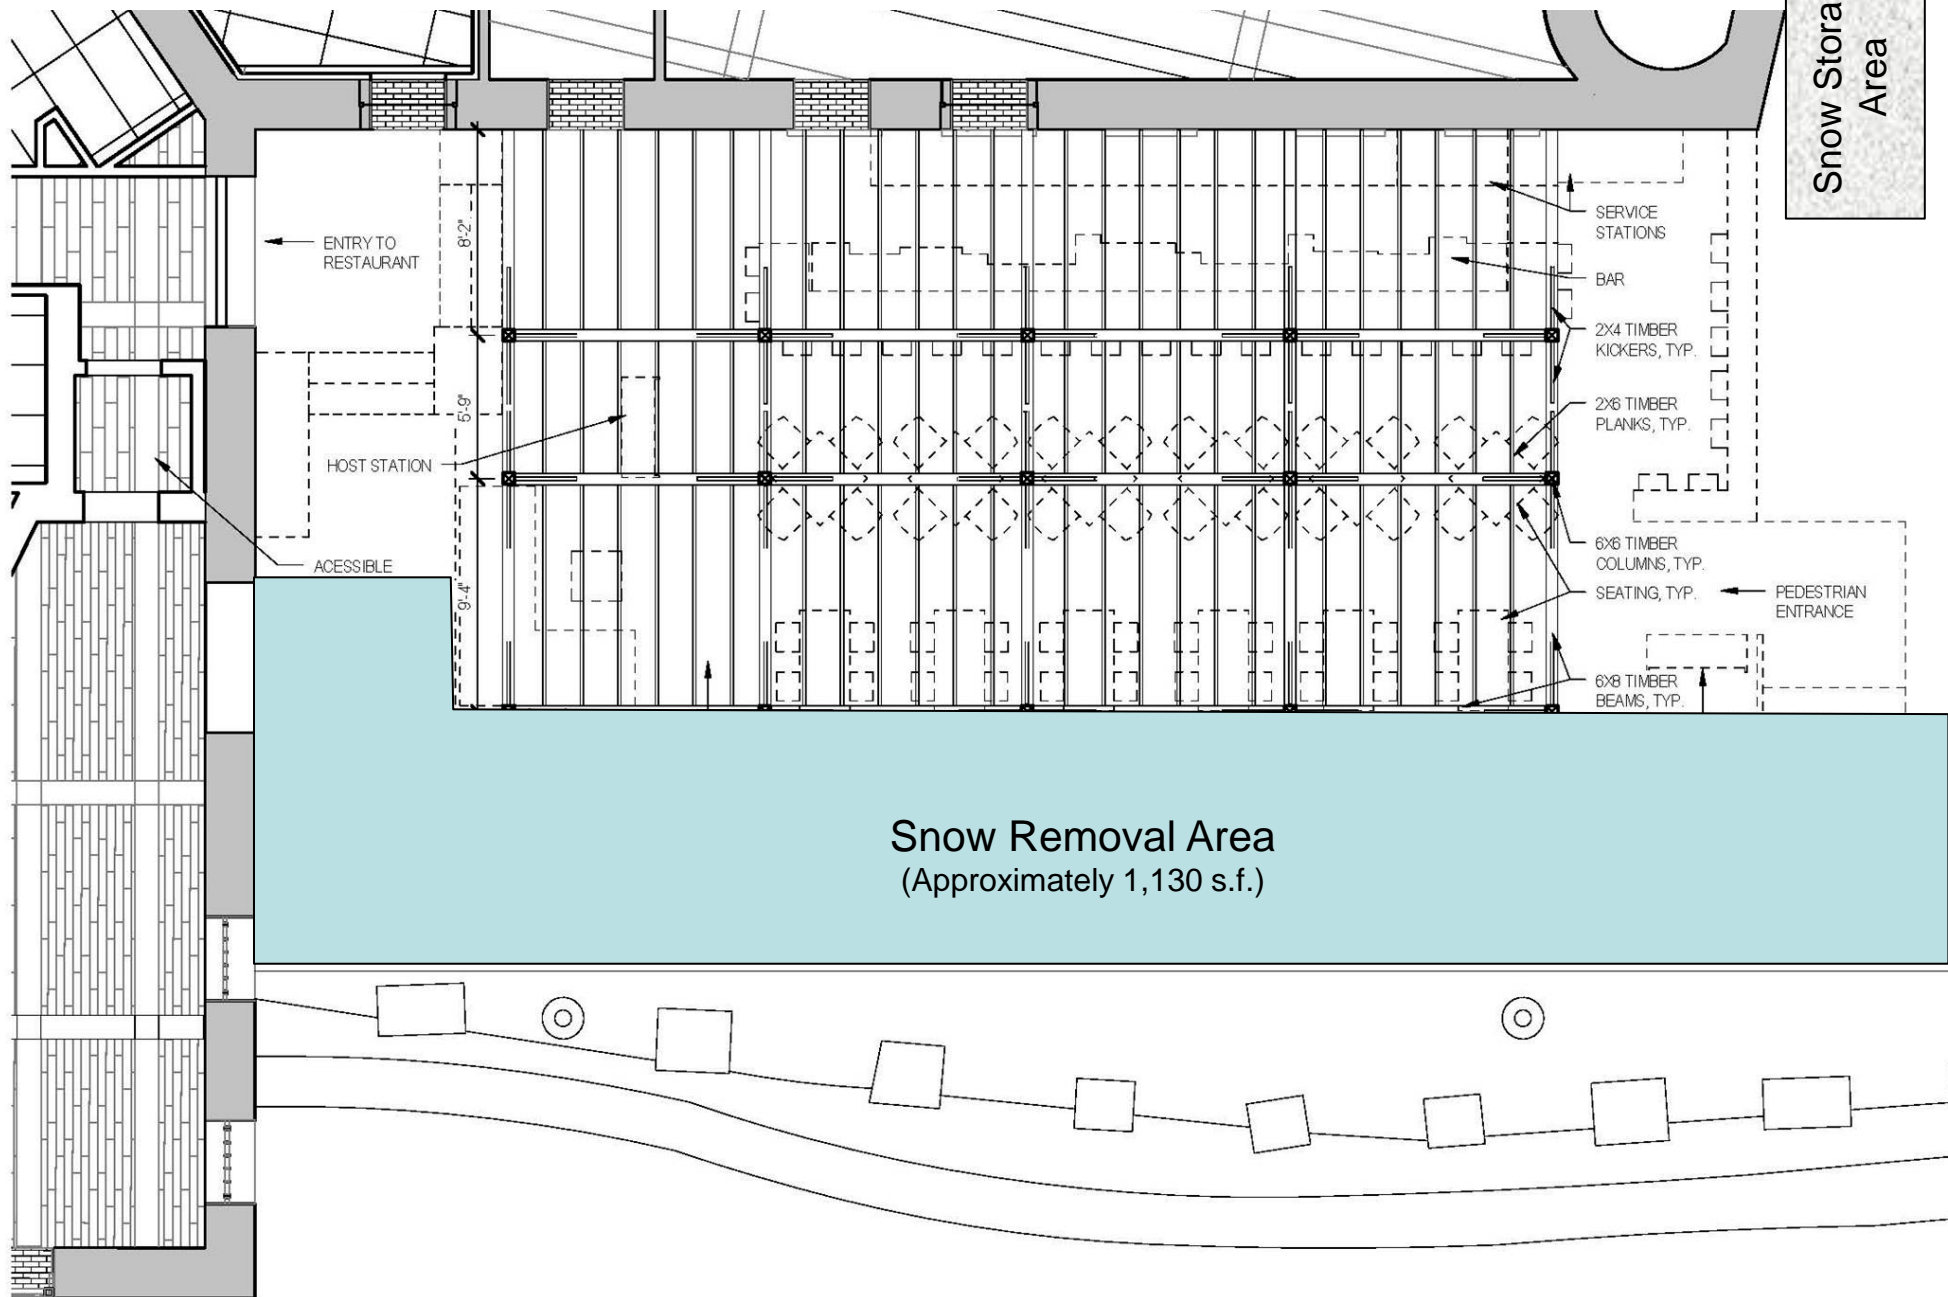 Snow Stora
Area
ENTRY TO
RESTAURANT
8'-2"
SERVICE
STATIONS
BAR
2X4 TIMBER
KICKERS, TYP.
5'-9"
2X6 TIMBER
PLANKS, TYP.
HOST STATION
6X6 TIMBER
COLUMNS, TYP.
ACESSIBLE
9'-4"
SEATING, TYP.
PEDESTRIAN
ENTRANCE
6X8 TIMBER
BEAMS, TYP.
Snow Removal Area
(Approximately 1,130 s.f.)